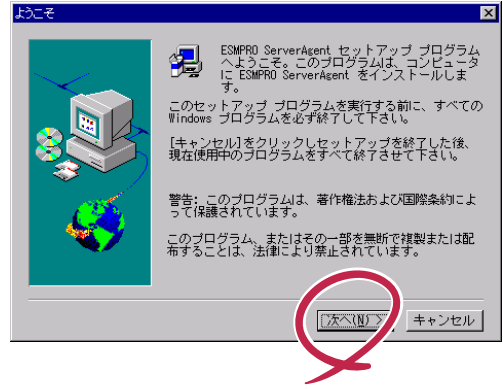 ようこそ
ESMPRO ServerAgent セットアップ プログラム
へようこそ。このプログラムは、コンピュータ
に ESMPRO ServerAgent をインストールしま
す。
このセットアップ プログラムを実行する前に、すべての
Windows プログラムを必ず終了して下さい。
[キャンセル]をクリックしセットアップを終了した後、
現在使用中のプログラムをすべて終了させて下さい。
警告: このプログラムは、著作権法および国際条約によ
って保護されています。
このプログラム、またはその一部を無断で複製または配
布することは、法律により禁止されています。
次へ(N) >
キャンセル